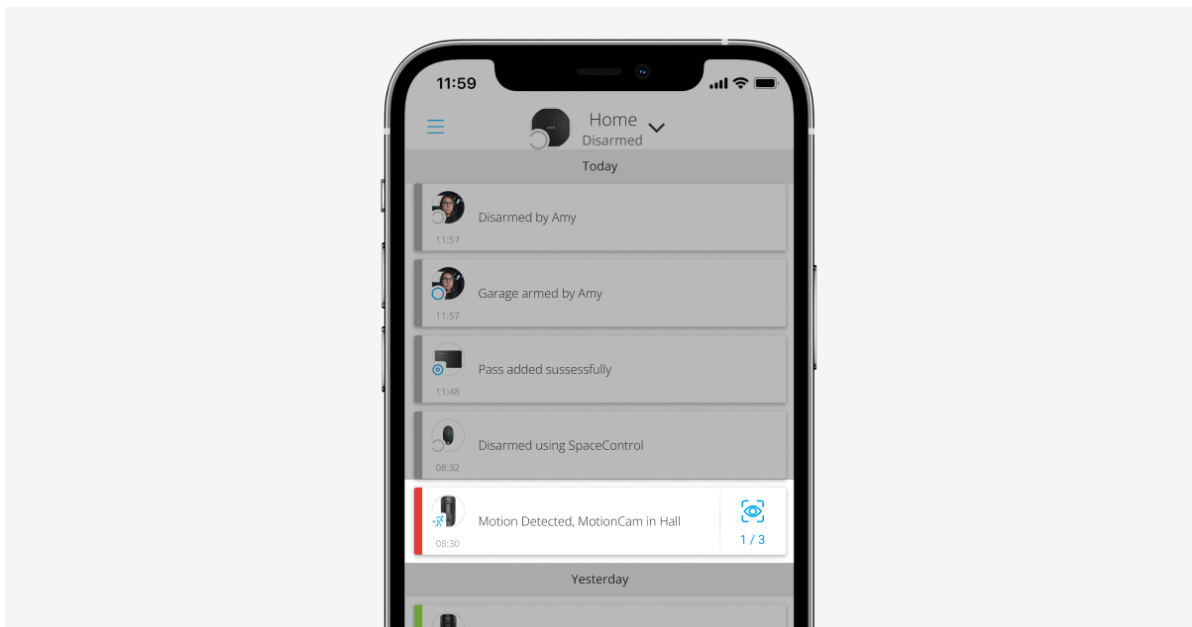 11:59
Home
Disarmed
Today
Disarmed by Amy
11:57
Garage armed by Amy
11:57
Pass added sussessfully
11:48
Disarmed using SpaceControl
08:32
Motion Detected, MotionCam in Hall
08:30
1 / 3
Yesterday